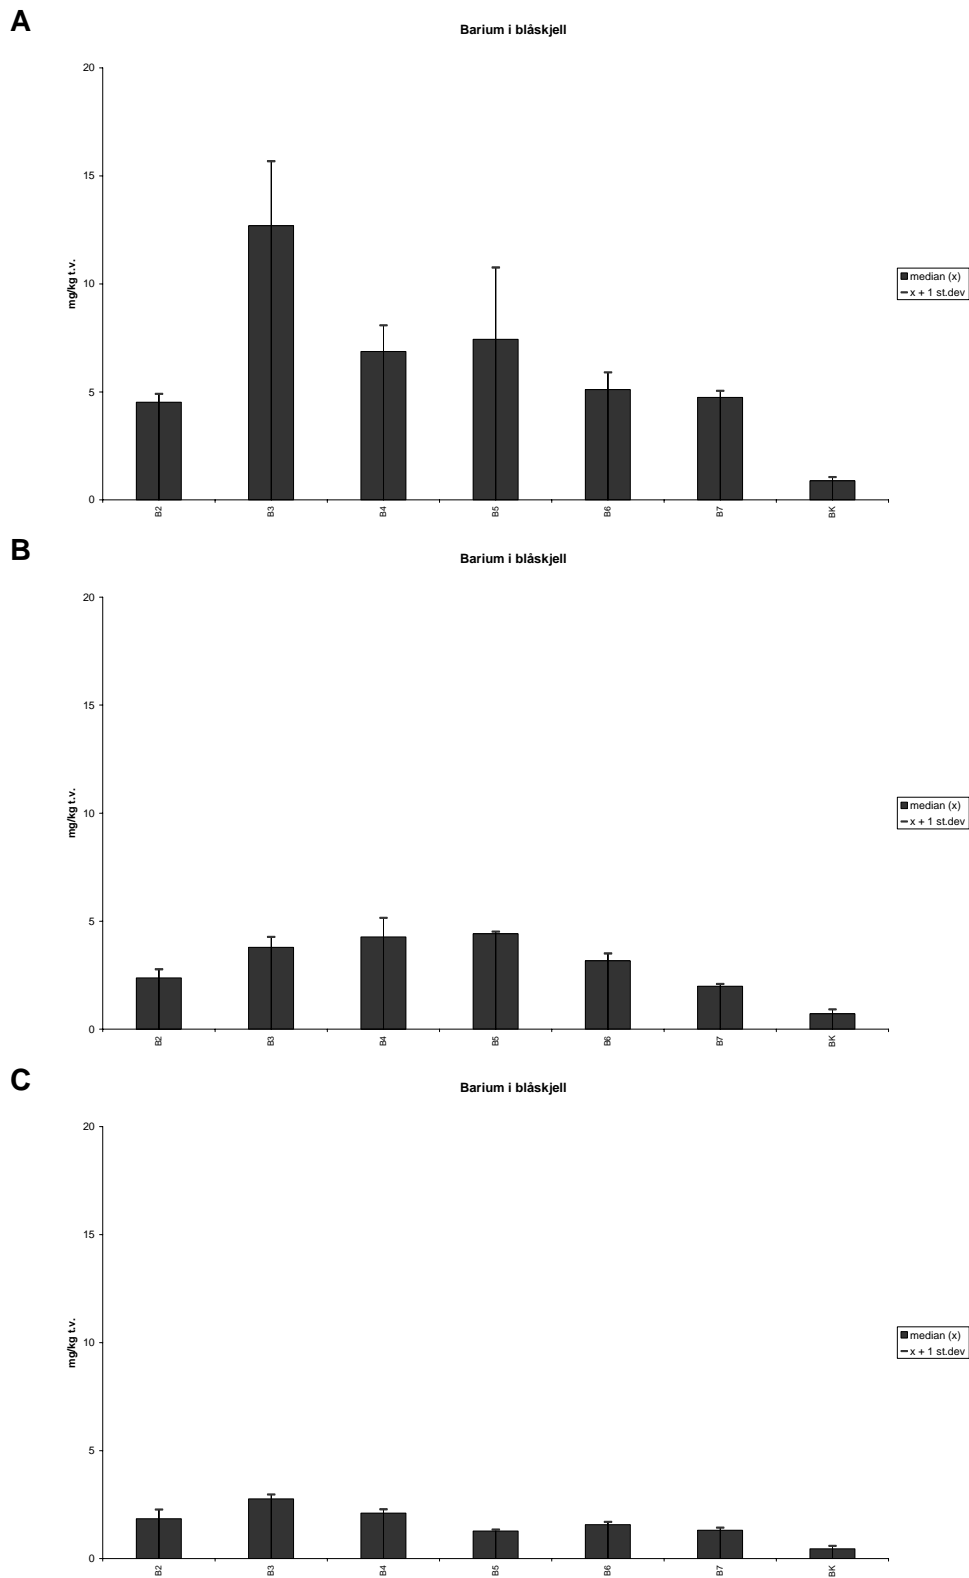 A
Barium i blåskjell
20
15
10
5
0
mg/kg t.v.
B2 B3 B4 B5 B6 B7 BK
median (x)
x + 1 st.dev
B
Barium i blåskjell
20
15
10
5
0
mg/kg t.v.
B2 B3 B4 B5 B6 B7 BK
median (x)
x + 1 st.dev
C
Barium i blåskjell
20
15
10
5
0
mg/kg t.v.
B2 B3 B4 B5 B6 B7 BK
median (x)
x + 1 st.dev